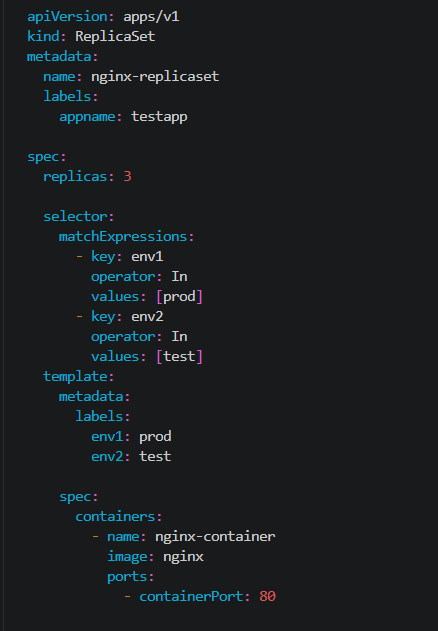 apiVersion: apps/v1
kind: ReplicaSet
metadata:
  name: nginx-replicaset
  labels:
    appname: testapp

spec:
  replicas: 3

  selector:
    matchExpressions:
      - key: env1
        operator: In
        values: [prod]
      - key: env2
        operator: In
        values: [test]
  template:
    metadata:
      labels:
        env1: prod
        env2: test

    spec:
      containers:
        - name: nginx-container
          image: nginx
          ports:
            - containerPort: 80